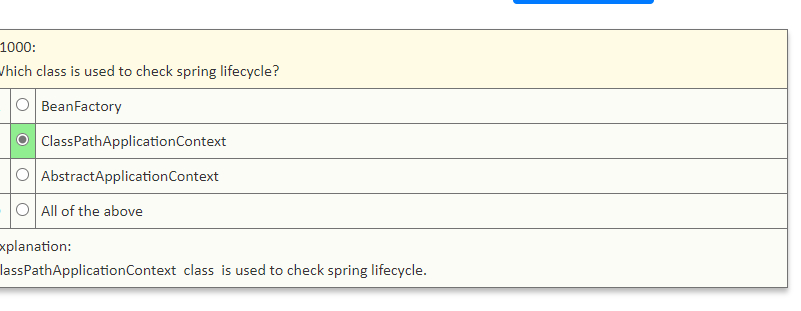 1000:
Which class is used to check spring lifecycle?
BeanFactory
ClassPathApplicationContext
AbstractApplicationContext
All of the above
xplanation:
lassPathApplicationContext class is used to check spring lifecycle.